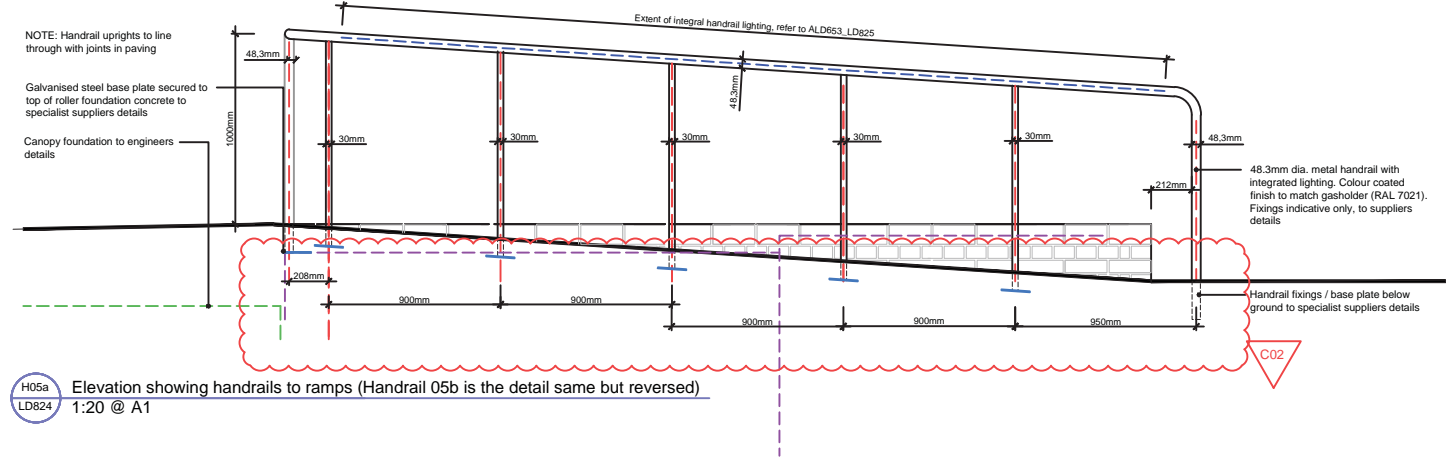 NOTE: Handrail uprights to line
through with joints in paving
48,3mm
Galvanised steel base plate secured to
top of roller foundation concrete to
specialist suppliers details
Canopy foundation to engineers
details
1000mm
Extent of integral handrail lighting, refer to ALD653_LD825
48,3mm
30mm
30mm
30mm
30mm
30mm
48,3mm
212mm
48.3mm dia. metal handrail with
integrated lighting. Colour coated
finish to match gasholder (RAL 7021).
Fixings indicative only, to suppliers
details
208mm
900mm
900mm
900mm
900mm
950mm
Handrail fixings / base plate below
ground to specialist suppliers details
C02
H05a
LD824
Elevation showing handrails to ramps (Handrail 05b is the detail same but reversed)
1:20 @ A1